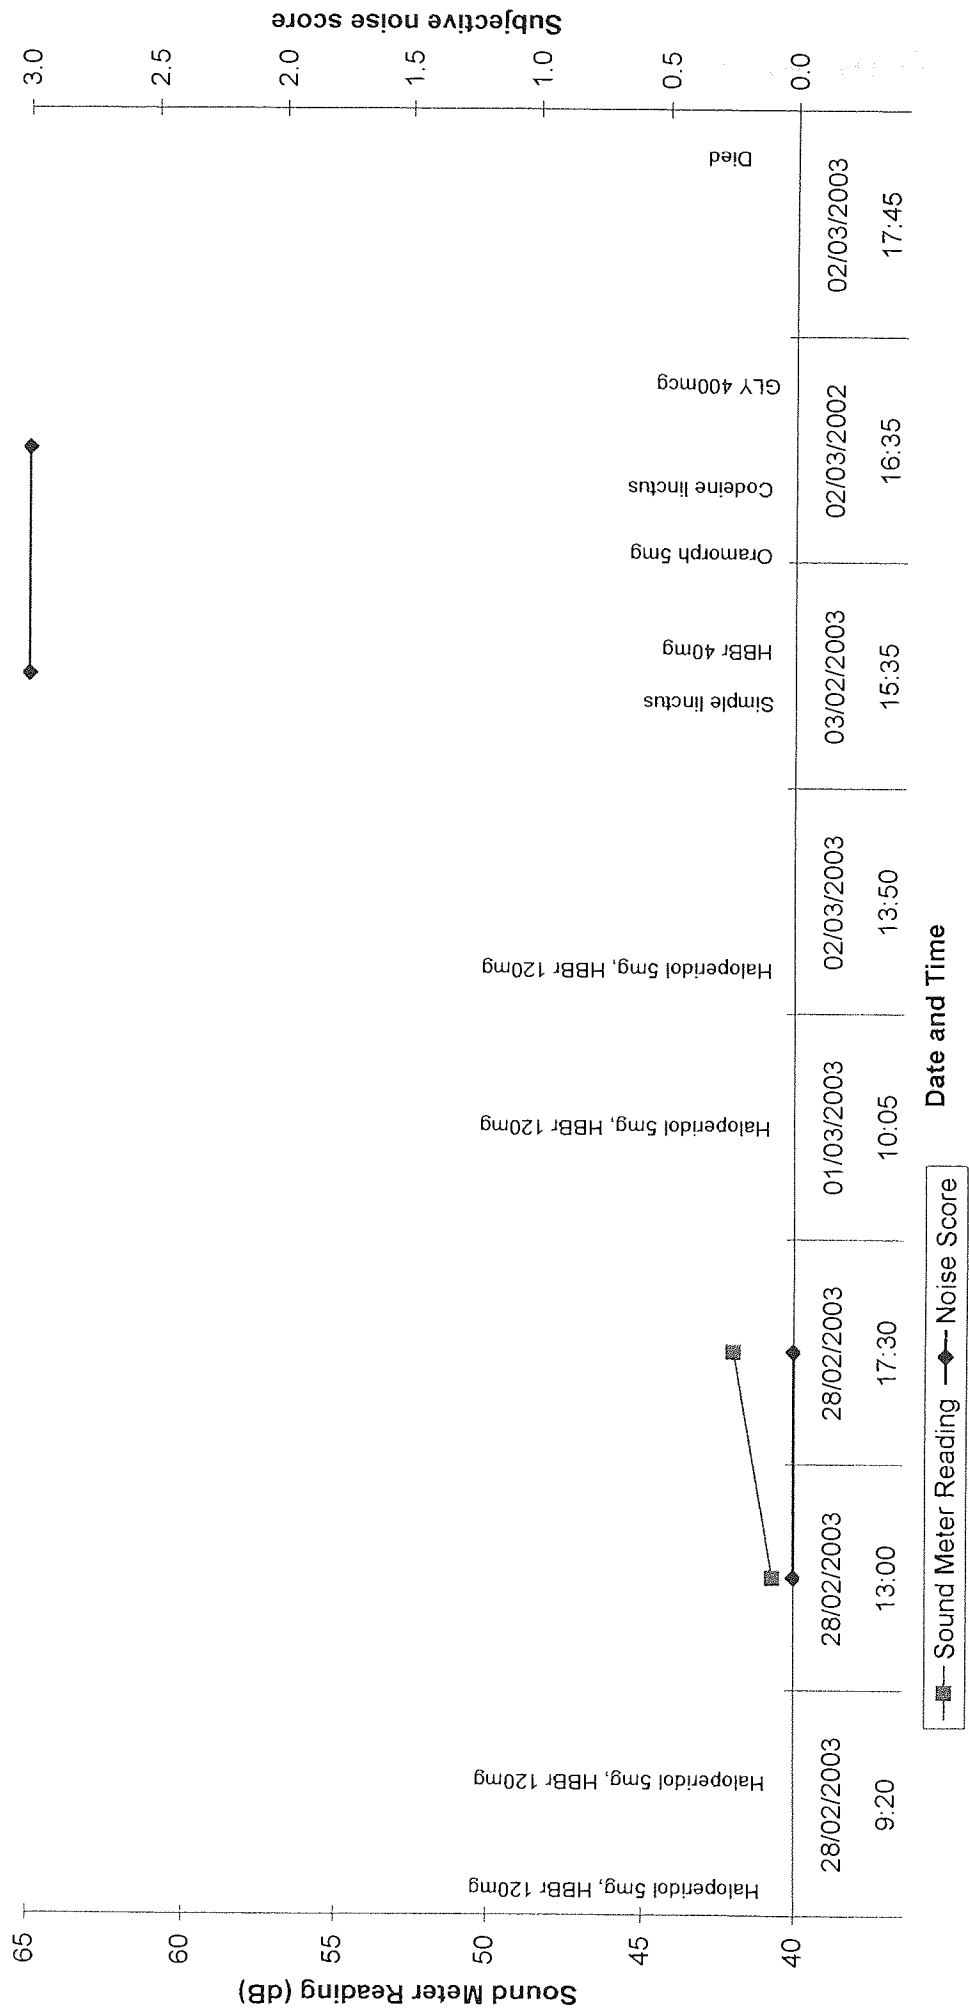 Sound Meter Reading (dB)
65
60
55
50
45
40
Haloperidol 5mg, HBBr 120mg
Haloperidol 5mg, HBBr 120mg
Haloperidol 5mg, HBBr 120mg
Haloperidol 5mg, HBBr 120mg
Simple linctus
HBBr 40mg
Oramorph 5mg
Codeine linctus
GLY 400mcg
Died
Subjective noise score
3.0
2.5
2.0
1.5
1.0
0.5
0.0
28/02/2003
28/02/2003
28/02/2003
01/03/2003
02/03/2003
03/02/2003
02/03/2002
02/03/2003
9:20
13:00
17:30
10:05
13:50
15:35
16:35
17:45
Date and Time
Sound Meter Reading
Noise Score